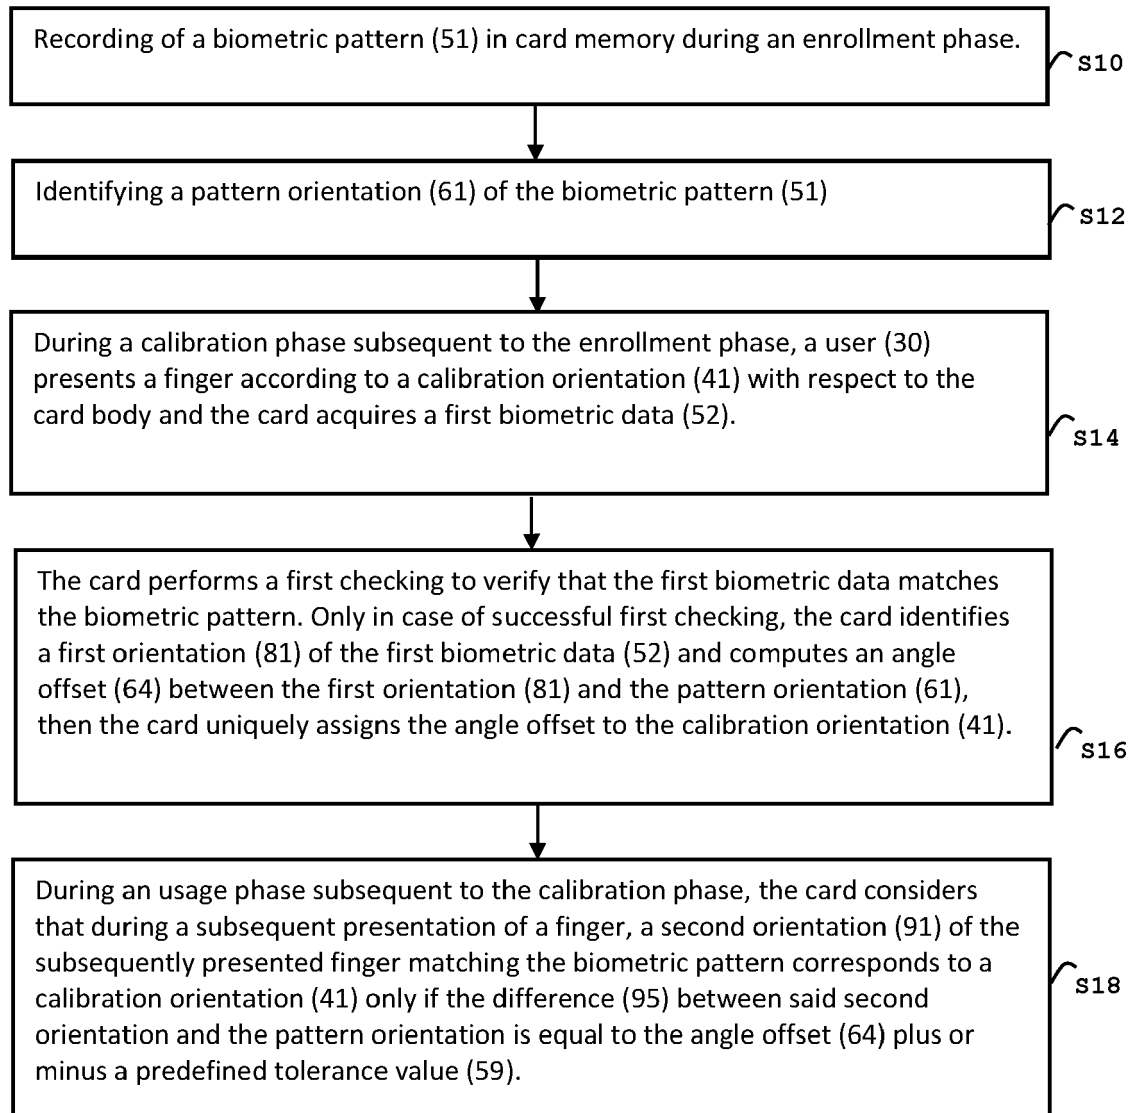 Recording of a biometric pattern (51) in card memory during an enrollment phase.
S10
Identifying a pattern orientation (61) of the biometric pattern (51)
S12
During a calibration phase subsequent to the enrollment phase, a user (30)
presents a finger according to a calibration orientation (41) with respect to the
card body and the card acquires a first biometric data (52).
S14
The card performs a first checking to verify that the first biometric data matches
the biometric pattern. Only in case of successful first checking, the card identifies
a first orientation (81) of the first biometric data (52) and computes an angle
offset (64) between the first orientation (81) and the pattern orientation (61),
then the card uniquely assigns the angle offset to the calibration orientation (41).
S16
During an usage phase subsequent to the calibration phase, the card considers
that during a subsequent presentation of a finger, a second orientation (91) of the
subsequently presented finger matching the biometric pattern corresponds to a
calibration orientation (41) only if the difference (95) between said second
orientation and the pattern orientation is equal to the angle offset (64) plus or
minus a predefined tolerance value (59).
S18